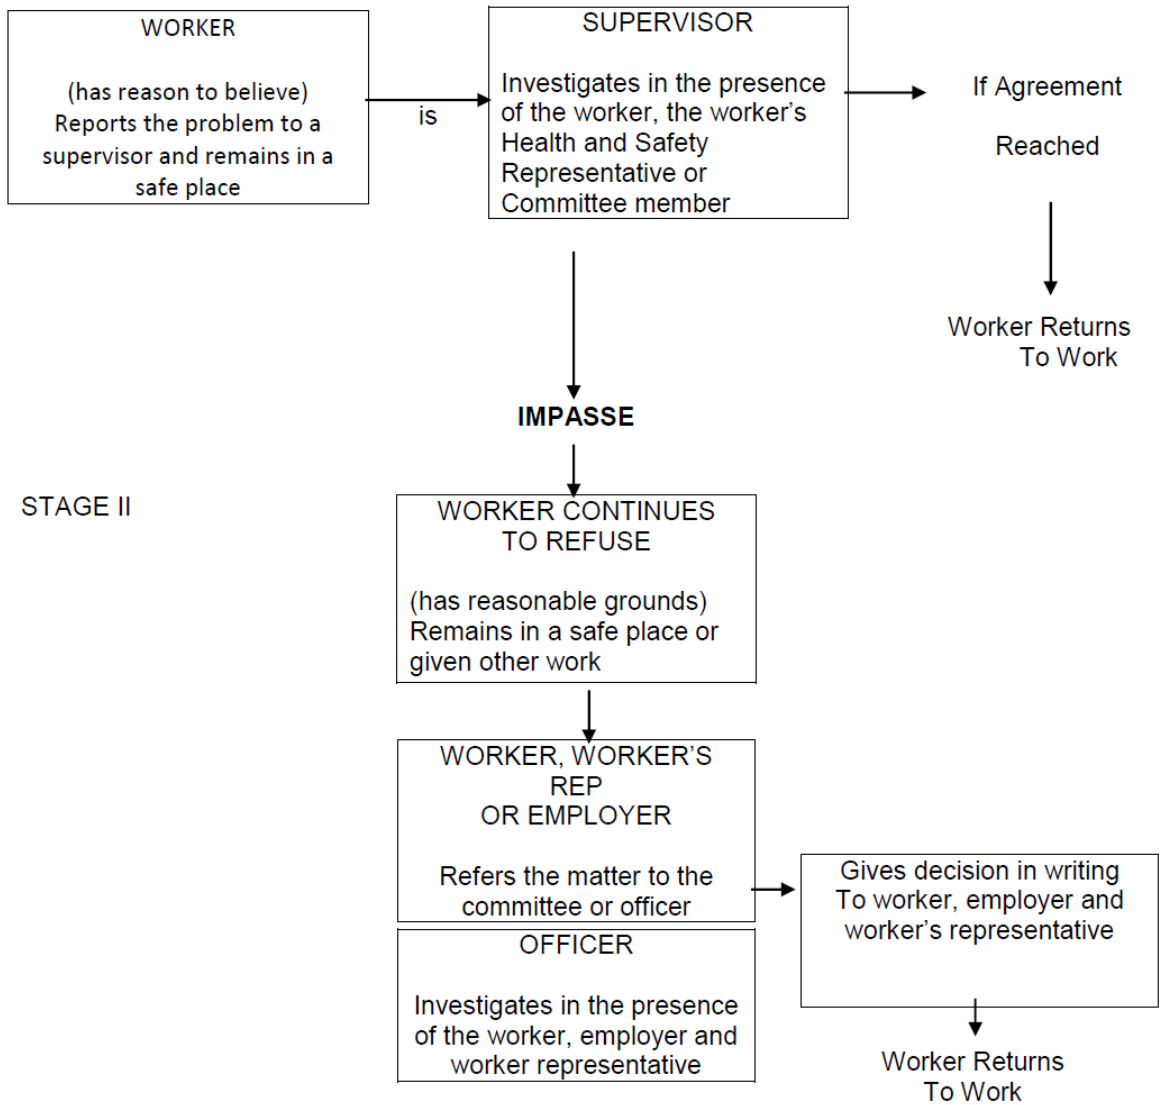 WORKER
(has reason to believe)
Reports the problem to a
supervisor and remains in a
safe place
is
SUPERVISOR
Investigates in the presence
of the worker, the worker's
Health and Safety
Representative or
Committee member
If Agreement
Reached
Worker Returns
To Work
IMPASSE
STAGE II
WORKER CONTINUES
TO REFUSE
(has reasonable grounds)
Remains in a safe place or
given other work
WORKER, WORKER'S
REP
OR EMPLOYER
Refers the matter to the
committee or officer
OFFICER
Investigates in the presence
of the worker, employer and
worker representative
Gives decision in writing
To worker, employer and
worker's representative
Worker Returns
To Work